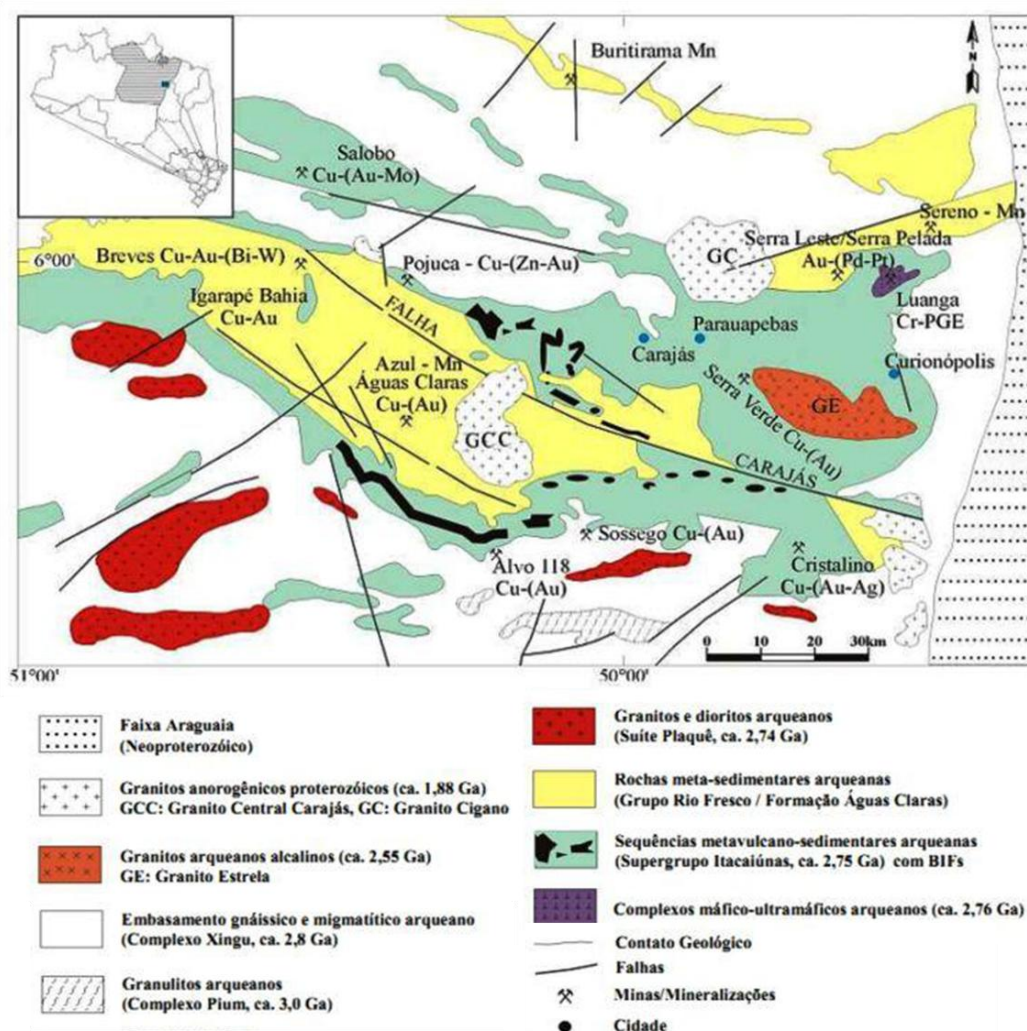 Buritirama Mn
N
Salobo
Cu-(Au-Mo)
Sereno - Mn
6°00'
Breves Cu-Au-(Bi-W)
Pojuca - Cu-(Zn-Au)
GC
Serra Leste/Serra Pelada
Au-(Pd-Pt)
Igarapé Bahia
Cu-Au
FALHA
Luanga
Cr-PGE
Parauapebas
Carajás
Curionópolis
Azul - Mn
Águas Claras
Cu-(Au)
Serra Verde Cu-(Au)
GE
GCC
CARAJÁS
Sossego Cu-(Au)
Alvo 118
Cu-(Au)
Cristalino
Cu-(Au-Ag)
0 10 20 30km
51°00' 50°00'
Faixa Araguaia
(Neoproterozóico)
Granitos anorogênicos proterozóicos (ca. 1,88 Ga)
GCC: Granito Central Carajás, GC: Granito Cigano
Granitos arqueanos alcalinos (ca. 2,55 Ga)
GE: Granito Estrela
Embasamento gnáissico e migmatítico arqueano
(Complexo Xingu, ca. 2,8 Ga)
Granulitos arqueanos
(Complexo Pium, ca. 3,0 Ga)
Granitos e dioritos arqueanos
(Suíte Plaquê, ca. 2,74 Ga)
Rochas meta-sedimentares arqueanas
(Grupo Rio Fresco / Formação Águas Claras)
Sequências metavulcano-sedimentares arqueanas
(Supergrupo Itacaiúnas, ca. 2,75 Ga) com BIFs
Complexos máfico-ultramáficos arqueanos (ca. 2,76 Ga)
Contato Geológico
Falhas
Minas/Mineralizações
Cidade